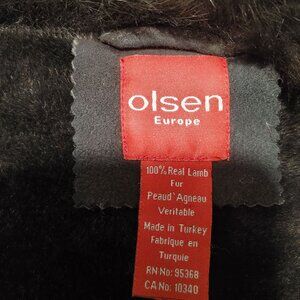 olsen
Europe
100% Real Lamb
Fur
Peaud'Agneau
Veritable
Made in Turkey
Fabrique en
Turquie
RN No: 95368
CA No: 10340